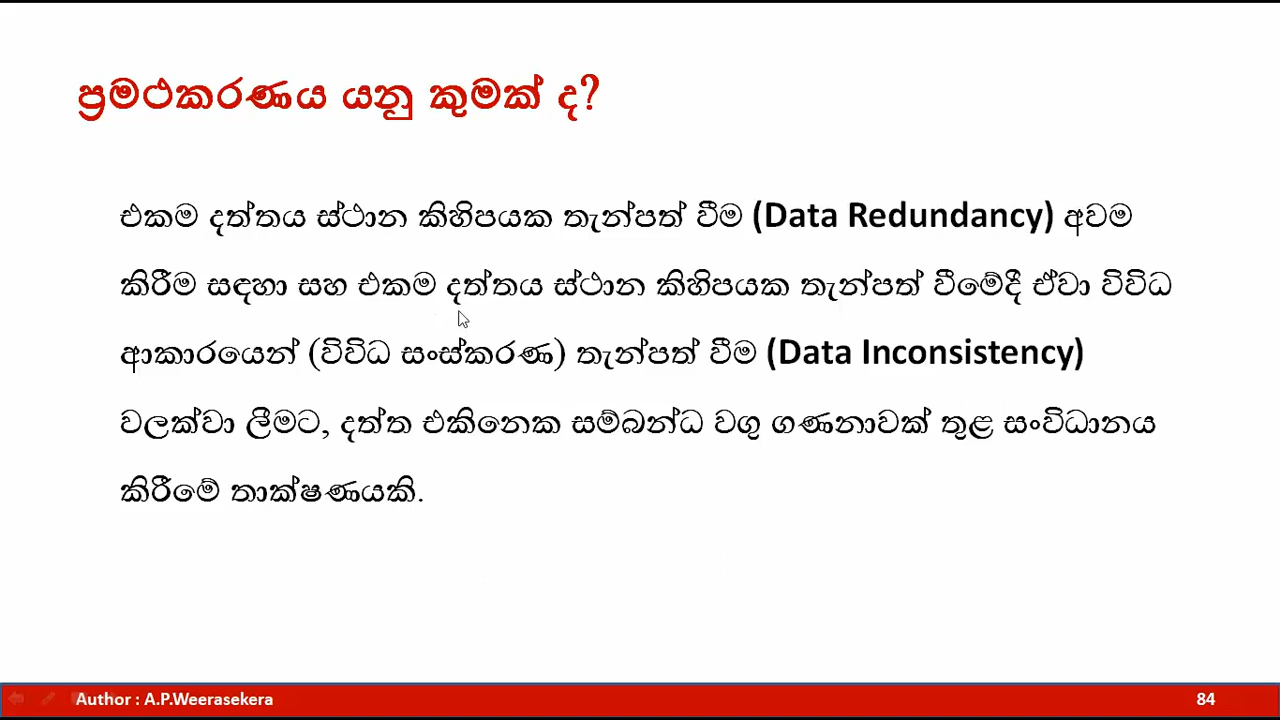 ප්‍රමථකරණය යනු කුමක් ද?
එකම දත්තය ස්ථාන කිහිපයක තැන්පත් වීම (Data Redundancy) අවම
කිරීම සඳහා සහ එකම දත්තය ස්ථාන කිහිපයක තැන්පත් වීමේදී ඒවා විවිධ
ආකාරයෙන් (විවිධ සංස්කරණ) තැන්පත් වීම (Data Inconsistency)
වලක්වා ලීමට, දත්ත එකිනෙක සම්බන්ධ වගු ගණනාවක් තුළ සංවිධානය
කිරීමේ තාක්ෂණයකි.
Author : A.P.Weerasekera 84